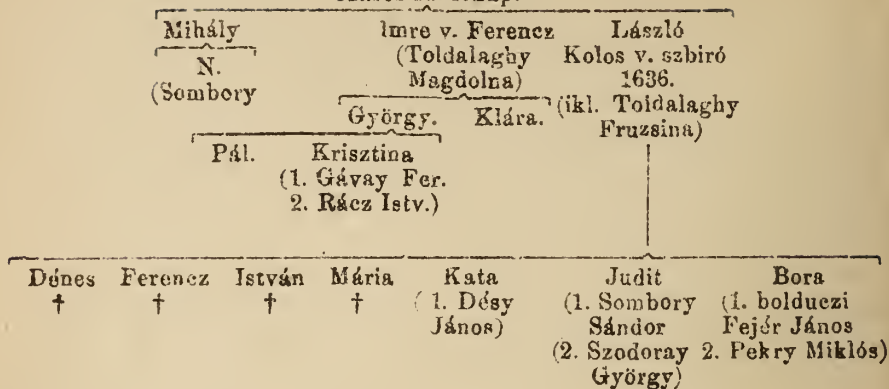 Mihály Imre v. Ferencz László
N. (Toldalaghy Kolos v. szbiró
(Sombory Magdolna) 1636.
György. Klára. (ikl. Toldalaghy
Fruzsina)
Pál. Krisztina
(1. Gávay Fer.
2. Rácz Istv.)
Dénes Ferencz István Mária Kata Judit Bora
† † † † (1. Désy (1. Sombory (1. bolduczi
János) Sándor Fejér János
(2. Szodoray 2. Pekry Miklós)
György)